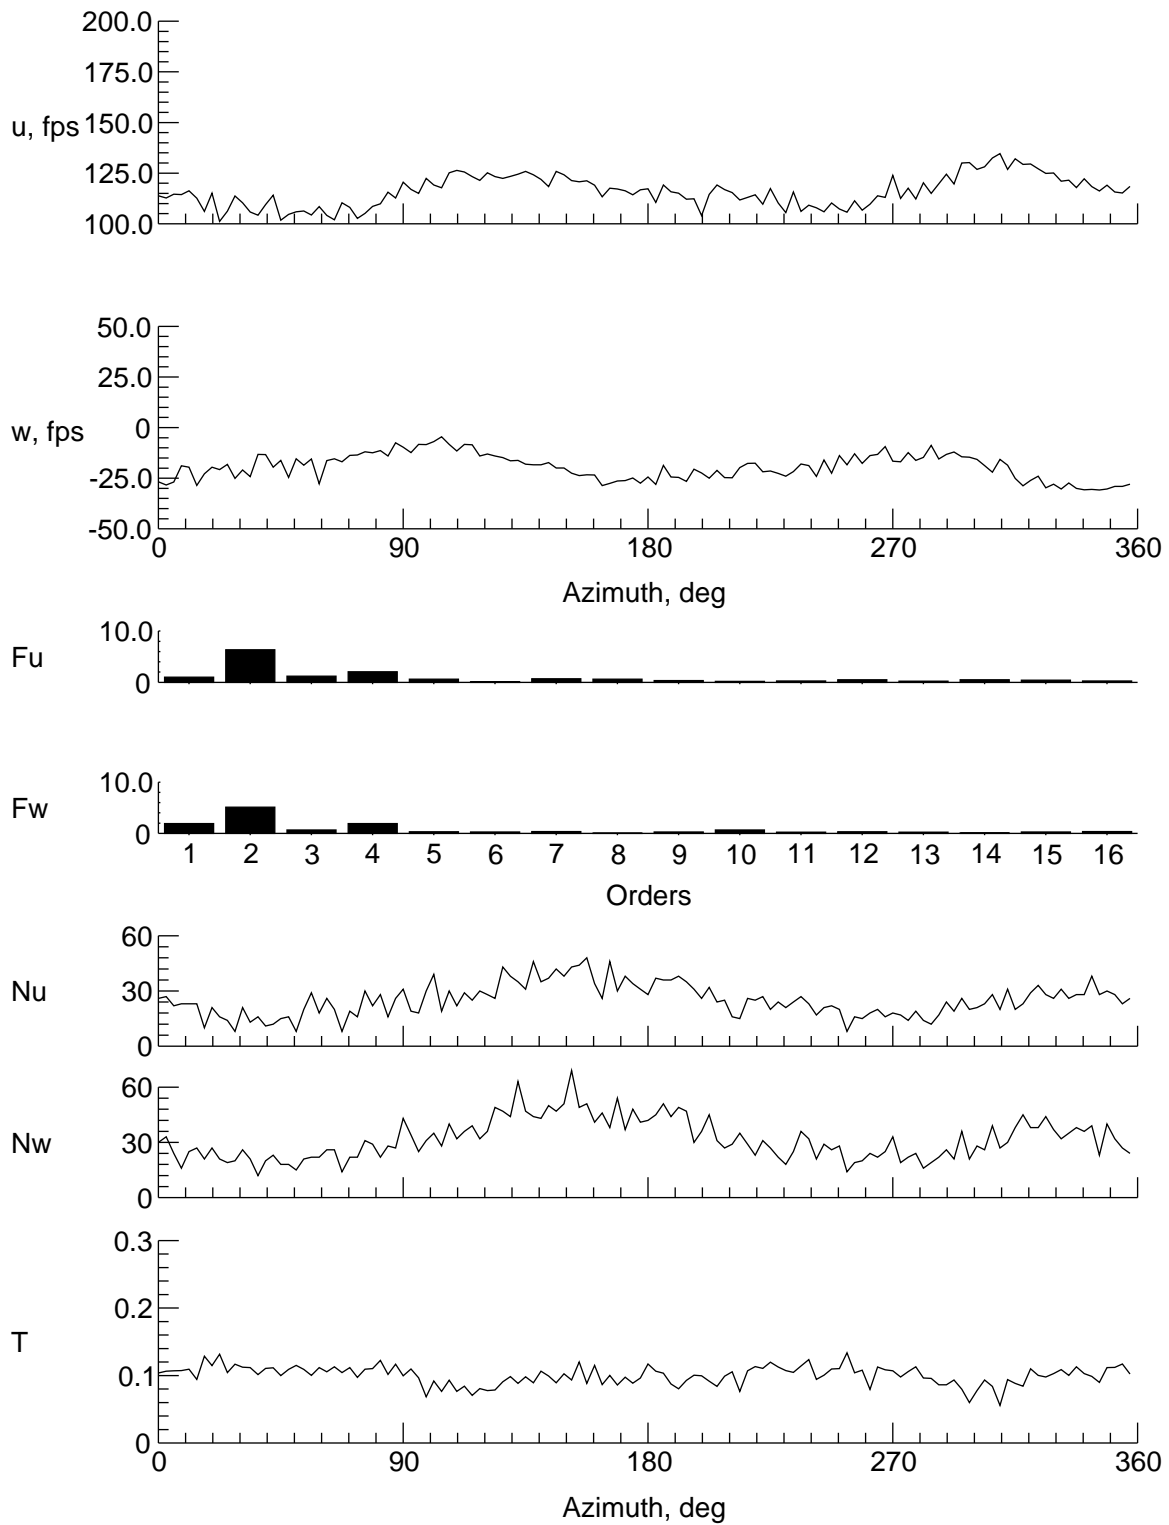 200.0
175.0
u, fps 150.0
125.0
100.0
50.0
25.0
w, fps 0
-25.0
-50.0
0 90 180 270 360
Azimuth, deg
10.0
Fu
0
10.0
Fw
0
1 2 3 4 5 6 7 8 9 10 11 12 13 14 15 16
Orders
60
Nu 30
0
60
Nw 30
0
0.3
0.2
T
0.1
0
0 90 180 270 360
Azimuth, deg